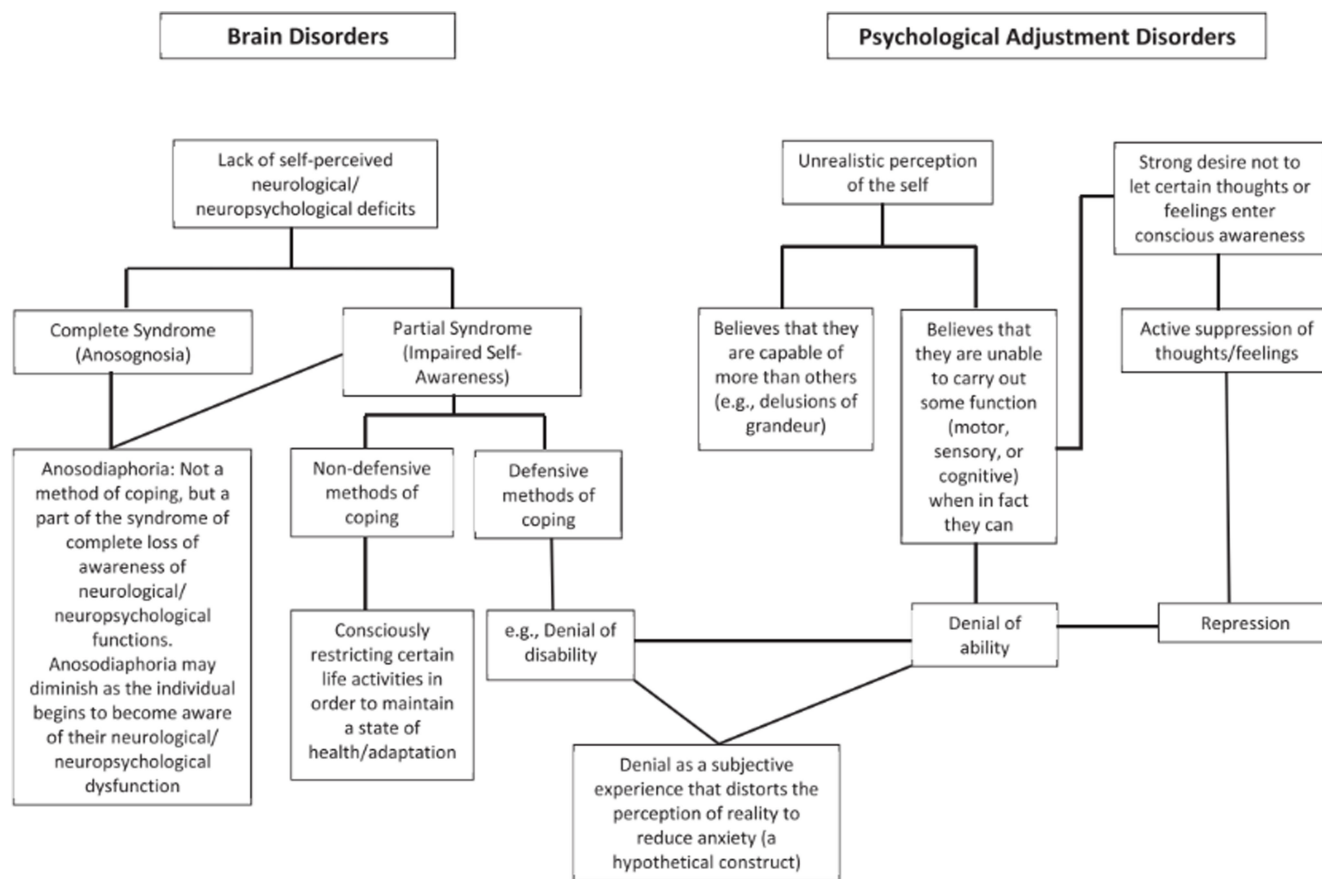 Brain Disorders
Psychological Adjustment Disorders
Lack of self-perceived
neurological/
neuropsychological deficits
Complete Syndrome
(Anosognosia)
Partial Syndrome
(Impaired Self-
Awareness)
Anosodiaphoria: Not a
method of coping, but a
part of the syndrome of
complete loss of
awareness of
neurological/
neuropsychological
functions.
Anosodiaphoria may
diminish as the individual
begins to become aware
of their neurological/
neuropsychological
dysfunction
Non-defensive
methods of
coping
Defensive
methods of
coping
Consciously
restricting certain
life activities in
order to maintain
a state of
health/adaptation
e.g., Denial of
disability
Unrealistic perception
of the self
Believes that they
are capable of
more than others
(e.g., delusions of
grandeur)
Believes that
they are unable
to carry out
some function
(motor,
sensory, or
cognitive)
when in fact
they can
Strong desire not to
let certain thoughts or
feelings enter
conscious awareness
Active suppression of
thoughts/feelings
Denial of
ability
Repression
Denial as a subjective
experience that distorts the
perception of reality to
reduce anxiety (a
hypothetical construct)